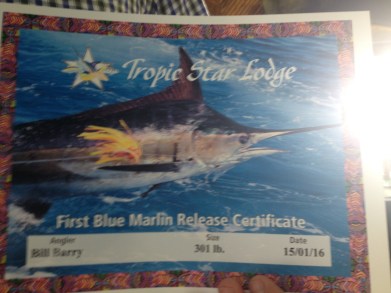 Tropic Star Lodge
First Blue Marlin Release Certificate
Angler Size Date
Bill Barry 301 lb. 15/01/16